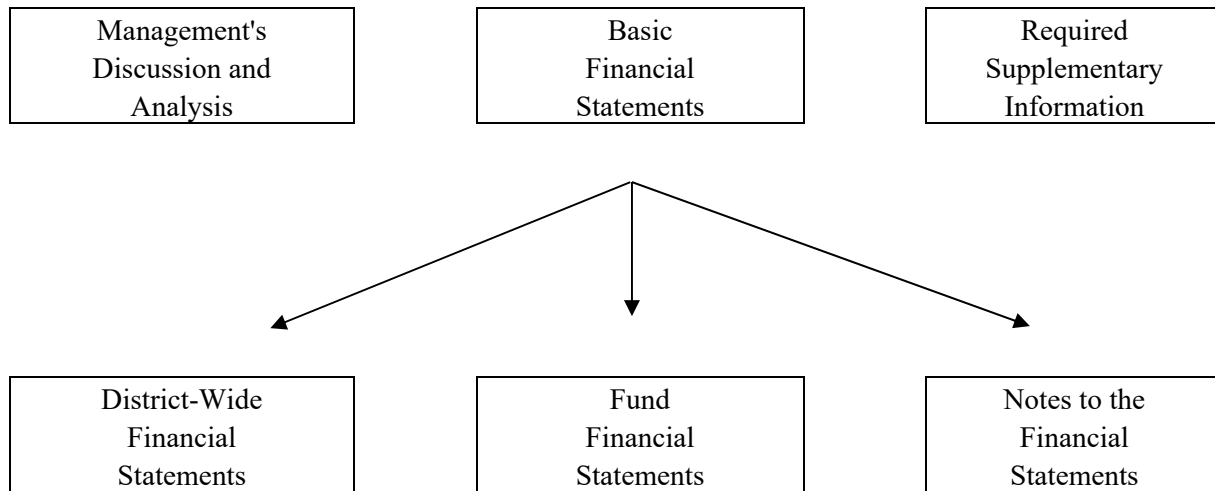 Management's
Discussion and
Analysis
Basic
Financial
Statements
Required
Supplementary
Information
District-Wide
Financial
Statements
Fund
Financial
Statements
Notes to the
Financial
Statements